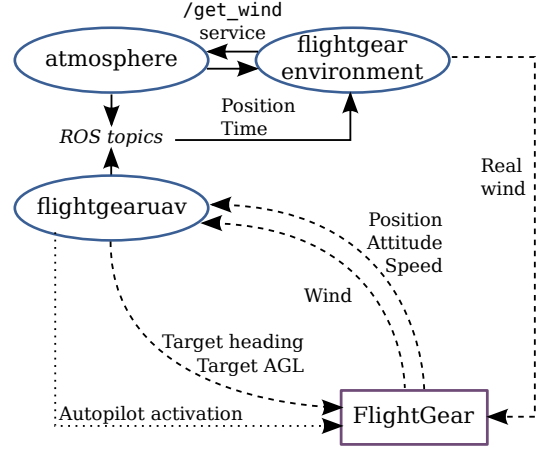 /get_wind
service
atmosphere
flightgear
environment
Position
Time
ROS topics
Real
wind
flightgearuav
Position
Attitude
Speed
Wind
Target heading
Target AGL
Autopilot activation
FlightGear